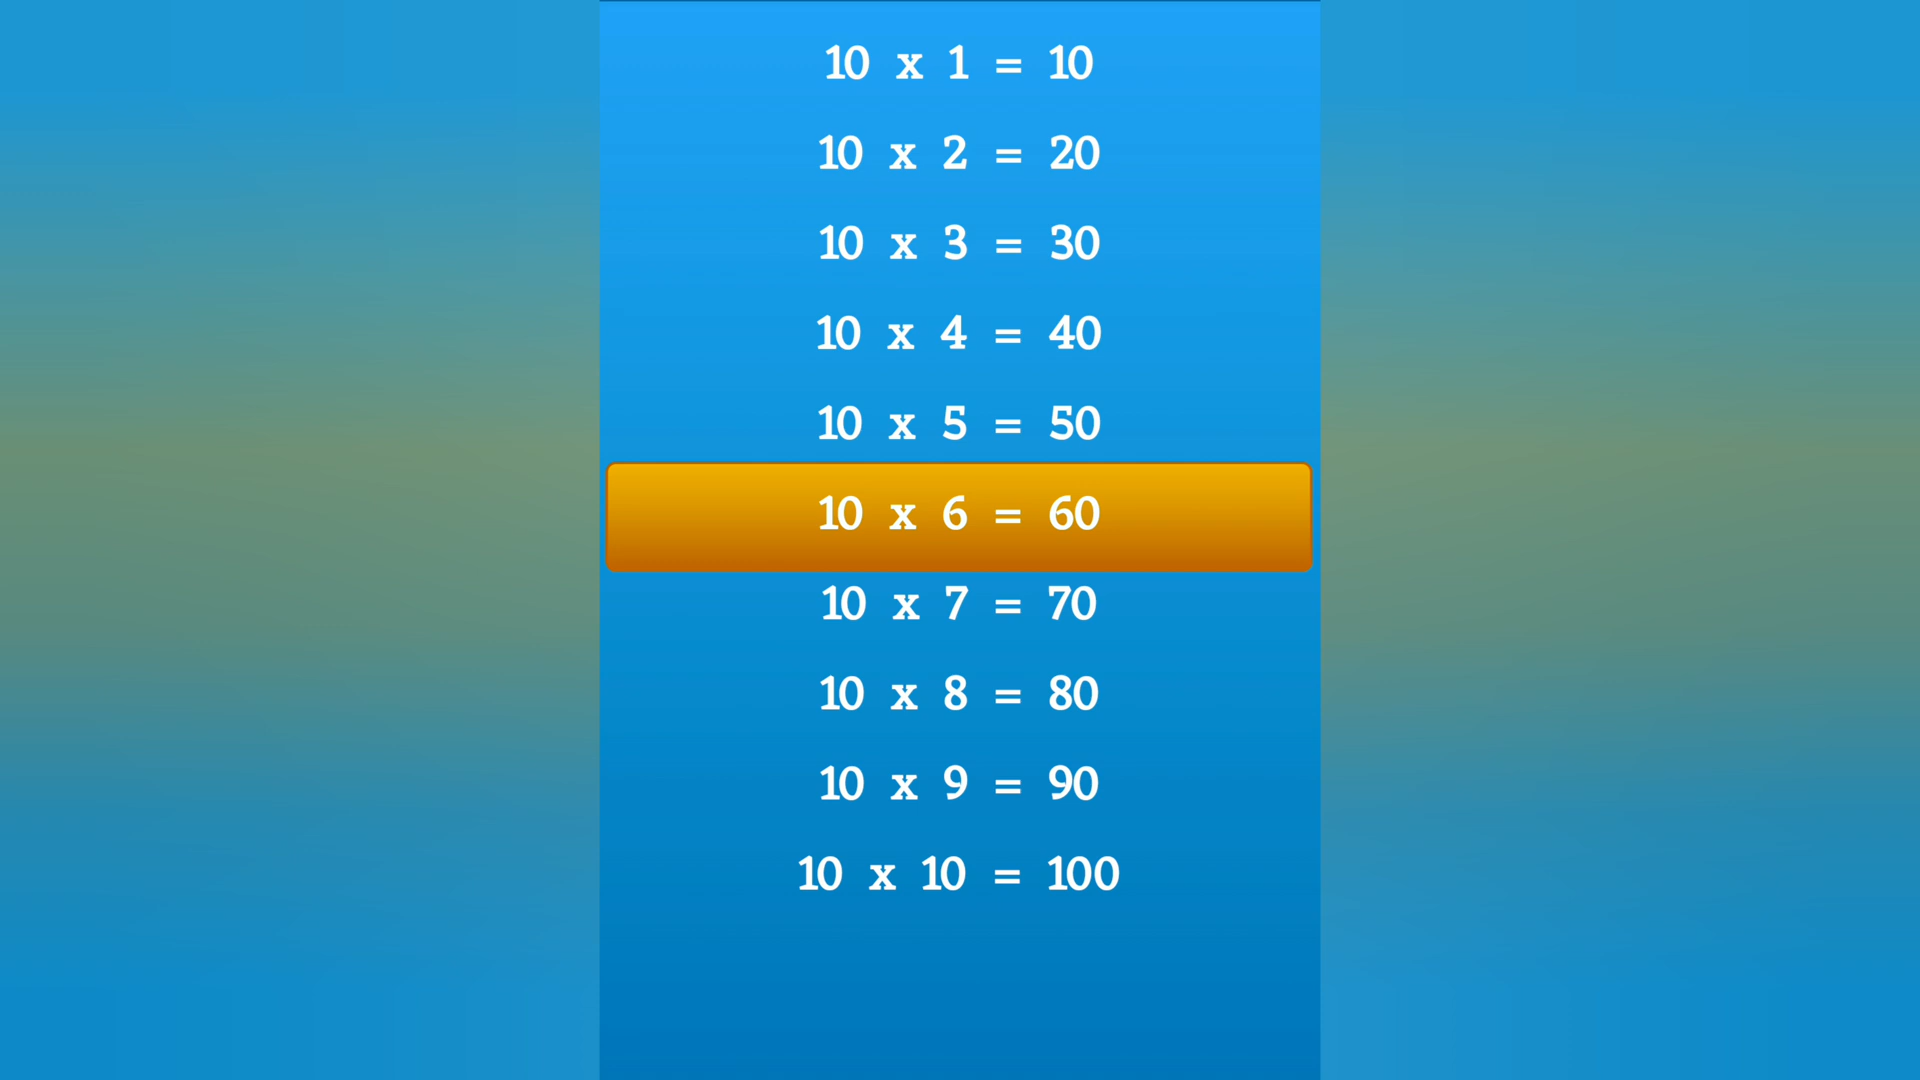 10 x 1 = 10
10 x 2 = 20
10 x 3 = 30
10 x 4 = 40
10 x 5 = 50
10 x 6 = 60
10 x 7 = 70
10 x 8 = 80
10 x 9 = 90
10 x 10 = 100